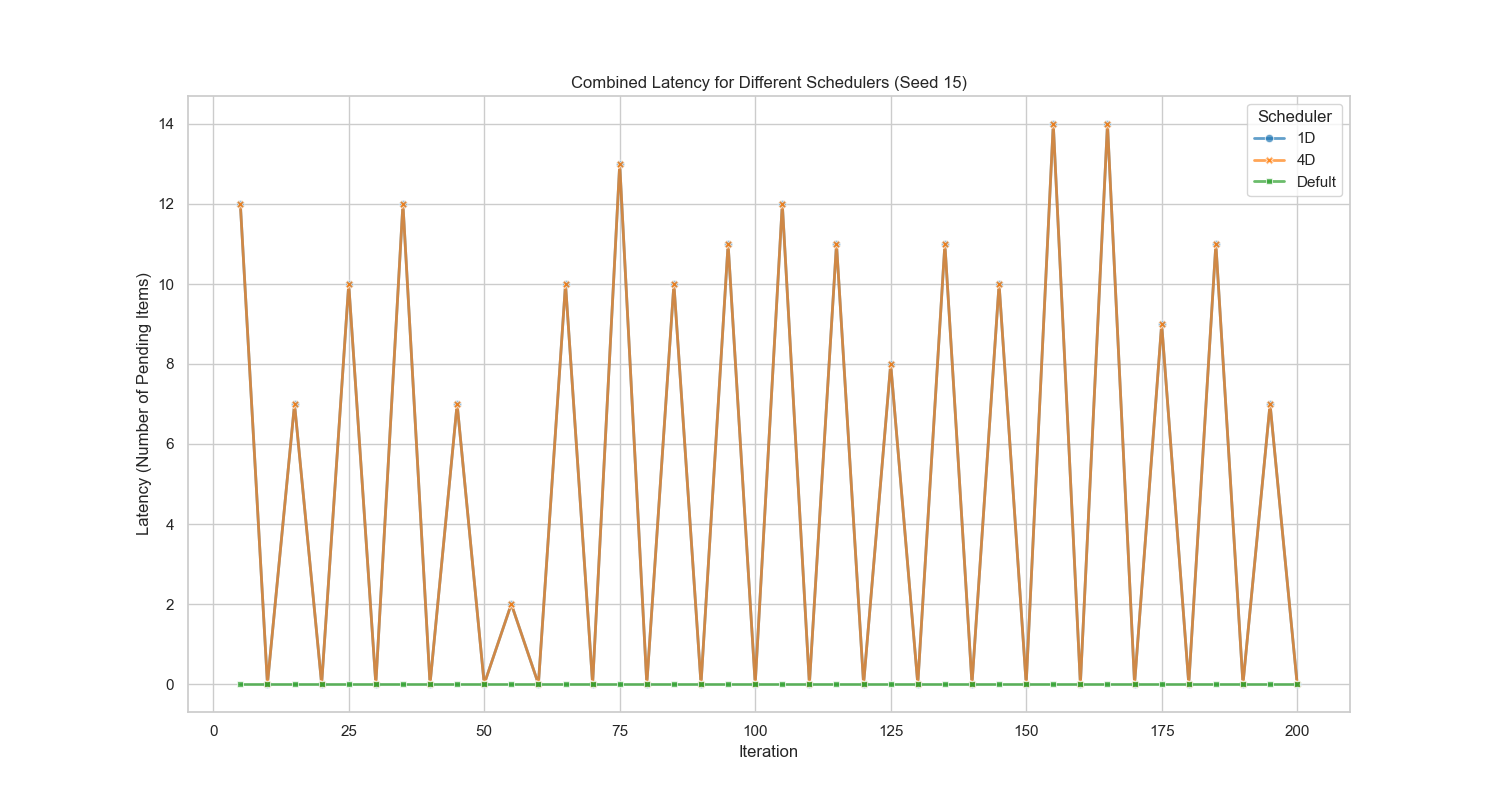 Combined Latency for Different Schedulers (Seed 15)
Scheduler
1D
4D
Defult
Latency (Number of Pending Items)
14
12
10
8
6
4
2
0
0 25 50 75 100 125 150 175 200
Iteration